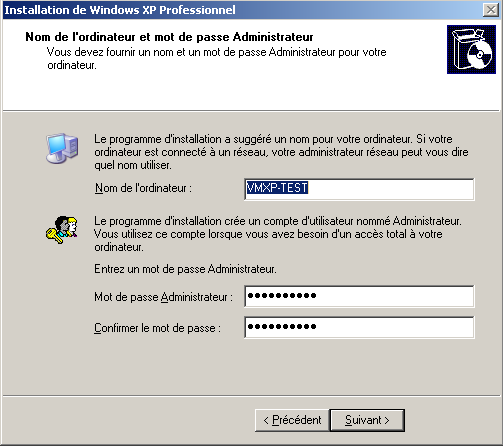 Installation de Windows XP Professionnel
Nom de l'ordinateur et mot de passe Administrateur
Vous devez fournir un nom et un mot de passe Administrateur pour votre
ordinateur.
Le programme d'installation a suggéré un nom pour votre ordinateur. Si votre
ordinateur est connecté à un réseau, votre administrateur réseau peut vous dire
quel nom utiliser.
Nom de l'ordinateur : VMXP-TEST
Le programme d'installation crée un compte d'utilisateur nommé Administrateur.
Vous utilisez ce compte lorsque vous avez besoin d'un accès total à votre
ordinateur.
Entrez un mot de passe Administrateur.
Mot de passe Administrateur : ●●●●●●●●●●
Confirmer le mot de passe : ●●●●●●●●●●
< Précédent Suivant >